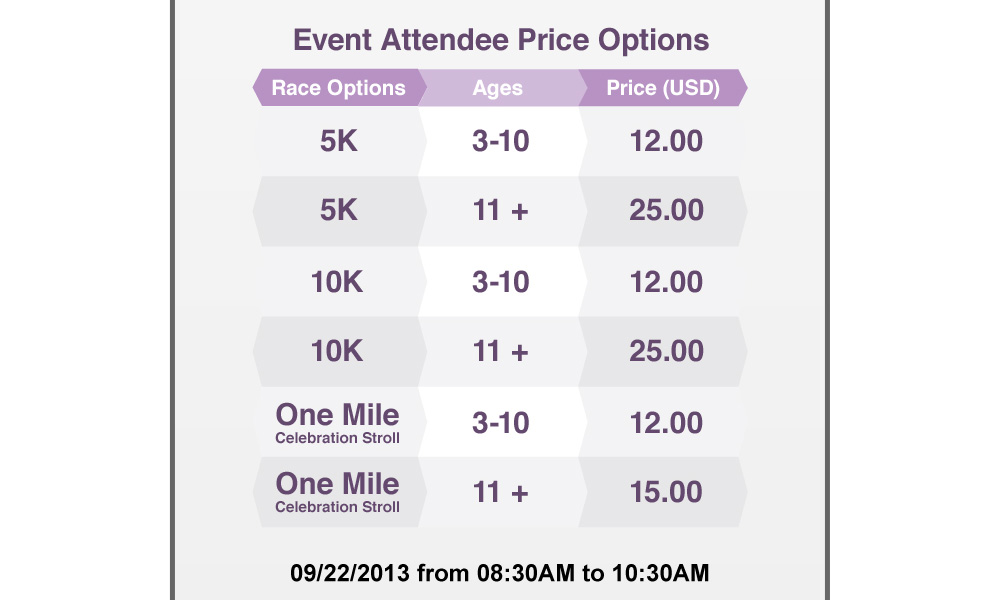 Event Attendee Price Options
Race Options Ages Price (USD)
5K 3-10 12.00
5K 11 + 25.00
10K 3-10 12.00
10K 11 + 25.00
One Mile
Celebration Stroll 3-10 12.00
One Mile
Celebration Stroll 11 + 15.00
09/22/2013 from 08:30AM to 10:30AM